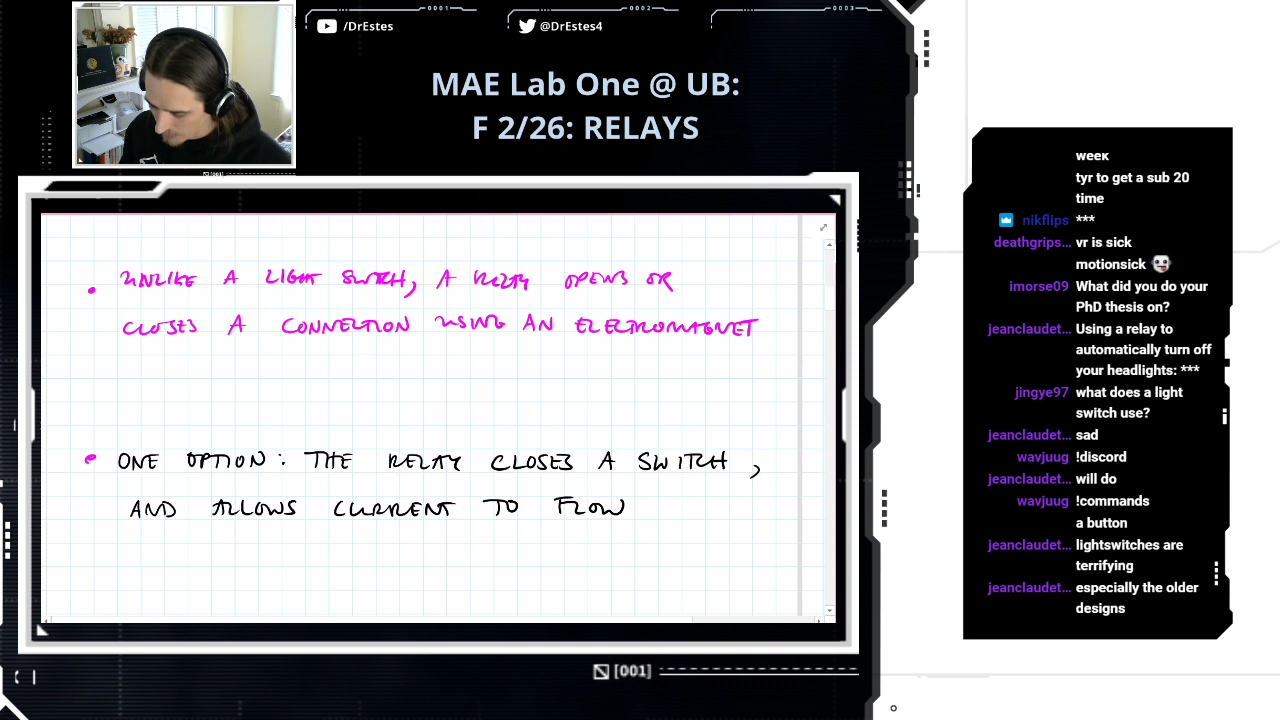 0001
0002
0003
/DrEstes
@DrEstes4
MAE Lab One @ UB:
F 2/26: RELAYS
[001]
UNLIKE A LIGHT SWITCH, A RELAY OPENS OR
CLOSES A CONNECTION USING AN ELECTROMAGNET
ONE OPTION: THE RELAY CLOSES A SWITCH,
AND ALLOWS CURRENT TO FLOW
[001]
week
tyr to get a sub 20
time
nikflips ***
deathgrips... vr is sick
motionsick
imorse09 What did you do your
PhD thesis on?
jeanclaudet... Using a relay to
automatically turn off
your headlights: ***
jingye97 what does a light
switch use?
jeanclaudet... sad
wavjuug !discord
jeanclaudet... will do
wavjuug !commands
a button
jeanclaudet... lightswitches are
terrifying
jeanclaudet... especially the older
designs